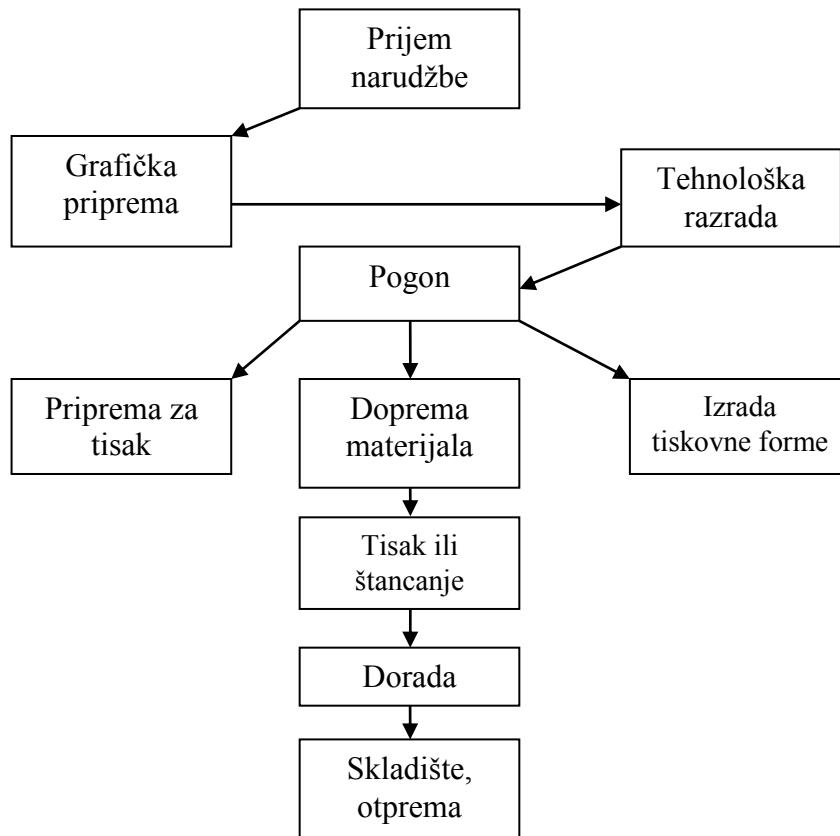 Prijem
narudžbe
Grafička
priprema
Tehnološka
razrada
Pogon
Priprema za
tisak
Doprema
materijala
Izrada
tiskovne forme
Tisak ili
štancanje
Dorada
Skladište,
otprema